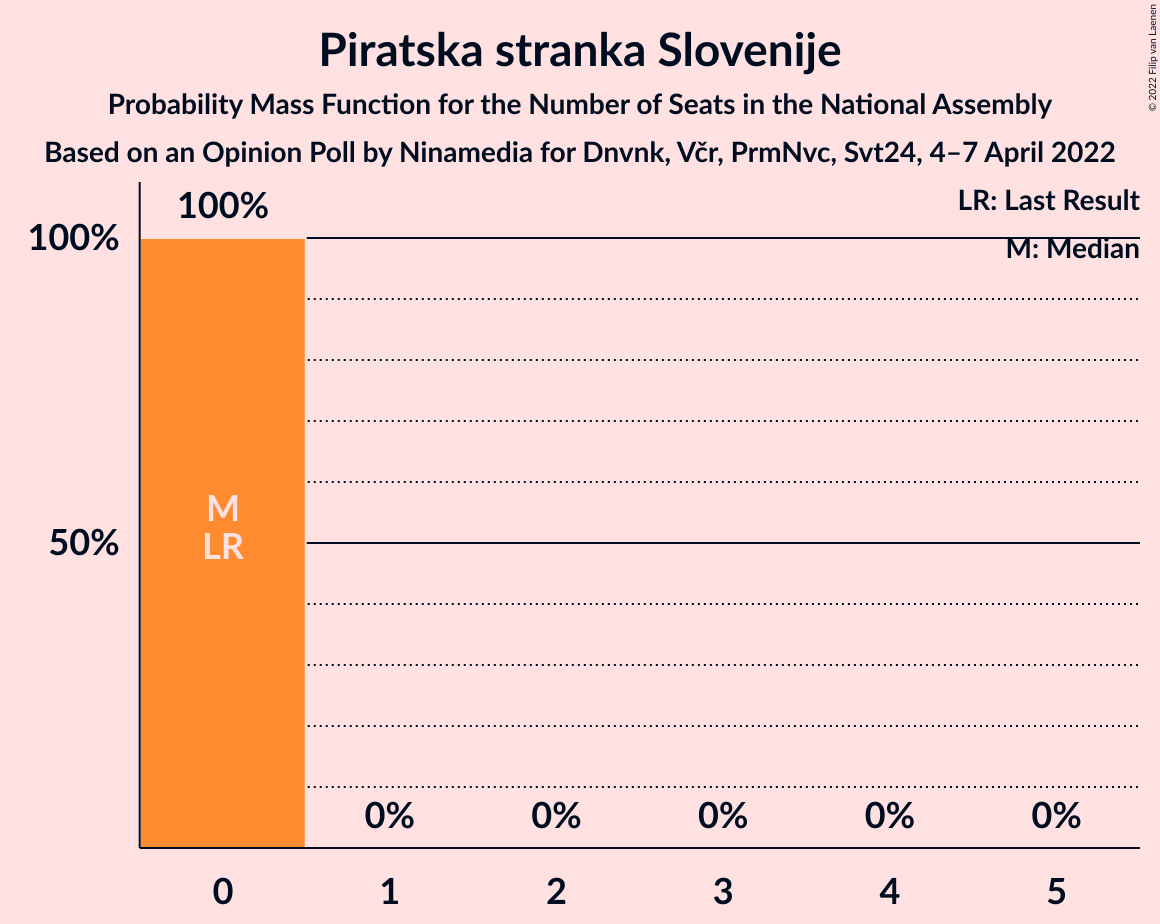 Piratska stranka Slovenije
Probability Mass Function for the Number of Seats in the National Assembly
Based on an Opinion Poll by Ninamedia for Dnvnk, Včr, PrmNvc, Svt24, 4–7 April 2022
© 2022 Filip van Laenen
LR: Last Result
M: Median
100%
100%
50%
M
LR
0% 0% 0% 0% 0%
0 1 2 3 4 5